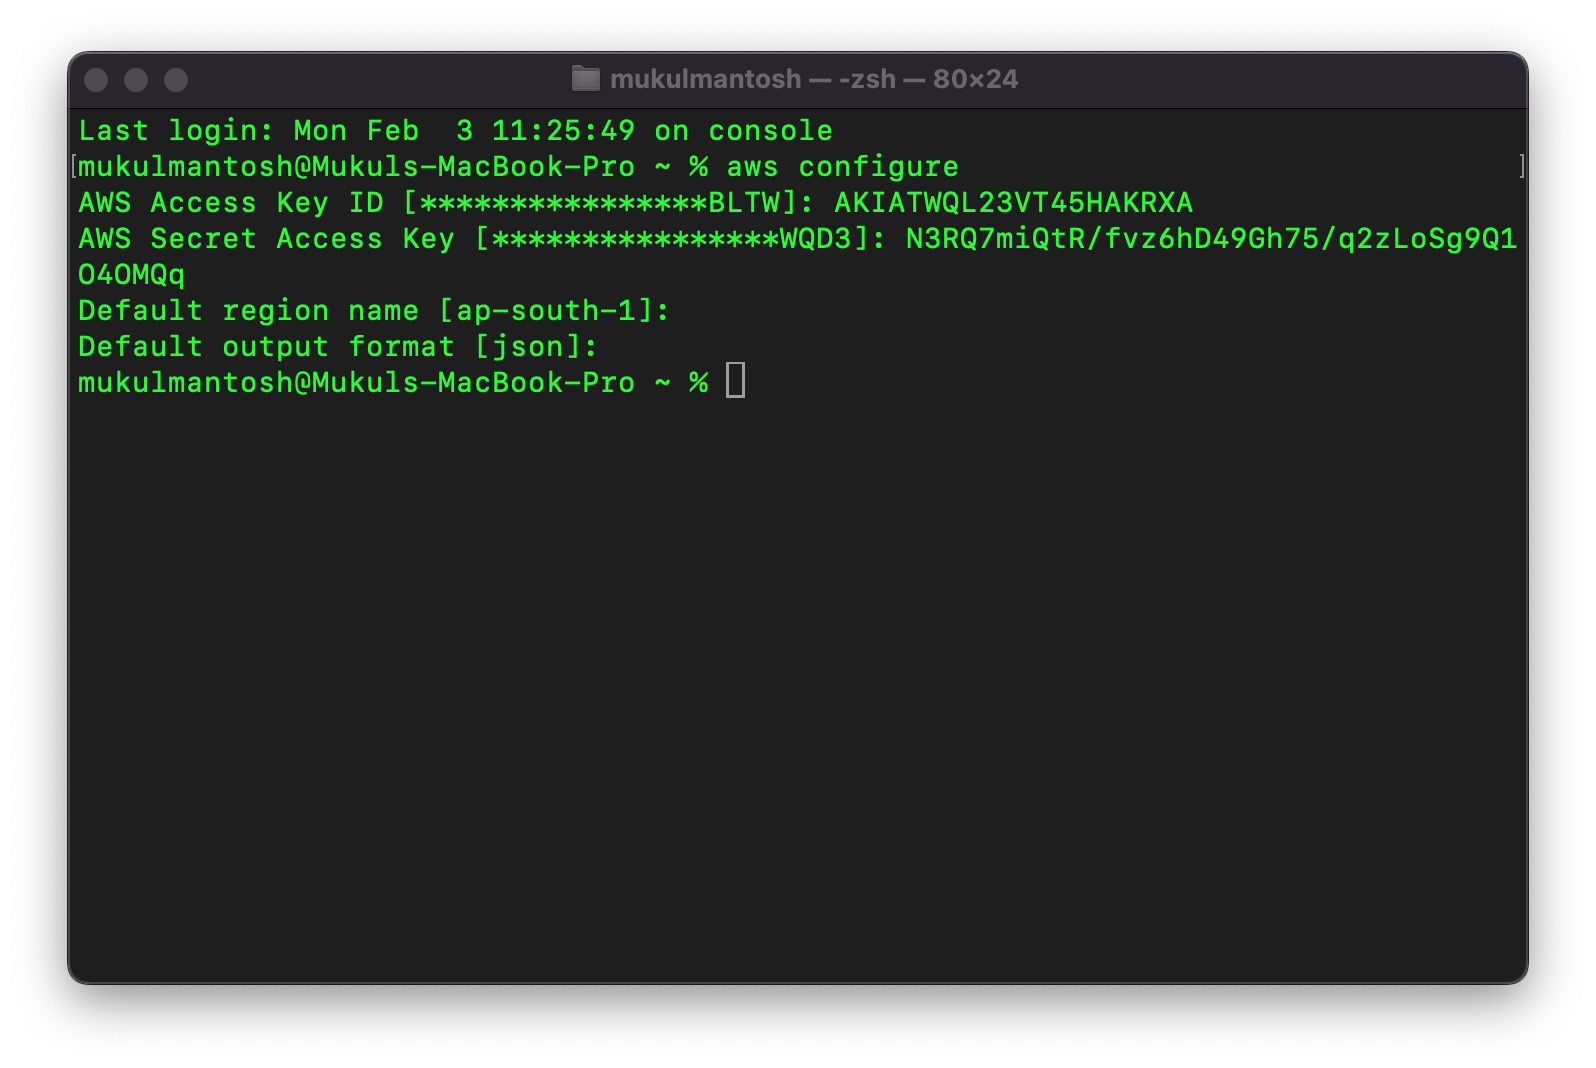 mukulmantosh — -zsh — 80×24
Last login: Mon Feb  3 11:25:49 on console
mukulmantosh@Mukuls-MacBook-Pro ~ % aws configure
AWS Access Key ID [****************BLTW]: AKIATWQL23VT45HAKRXA
AWS Secret Access Key [****************WQD3]: N3RQ7miQtR/fvz6hD49Gh75/q2zLoSg9Q1
O4OMQq
Default region name [ap-south-1]:
Default output format [json]:
mukulmantosh@Mukuls-MacBook-Pro ~ %